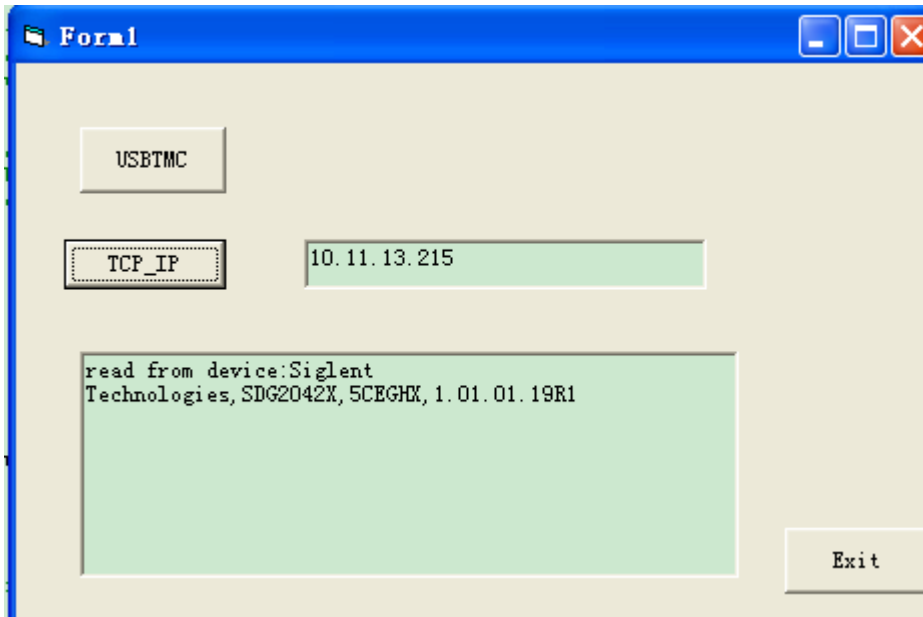 Form1
USBTMC
TCP_IP
10.11.13.215
read from device:Siglent
Technologies,SDG2042X,5CEGHX,1.01.01.19R1
Exit